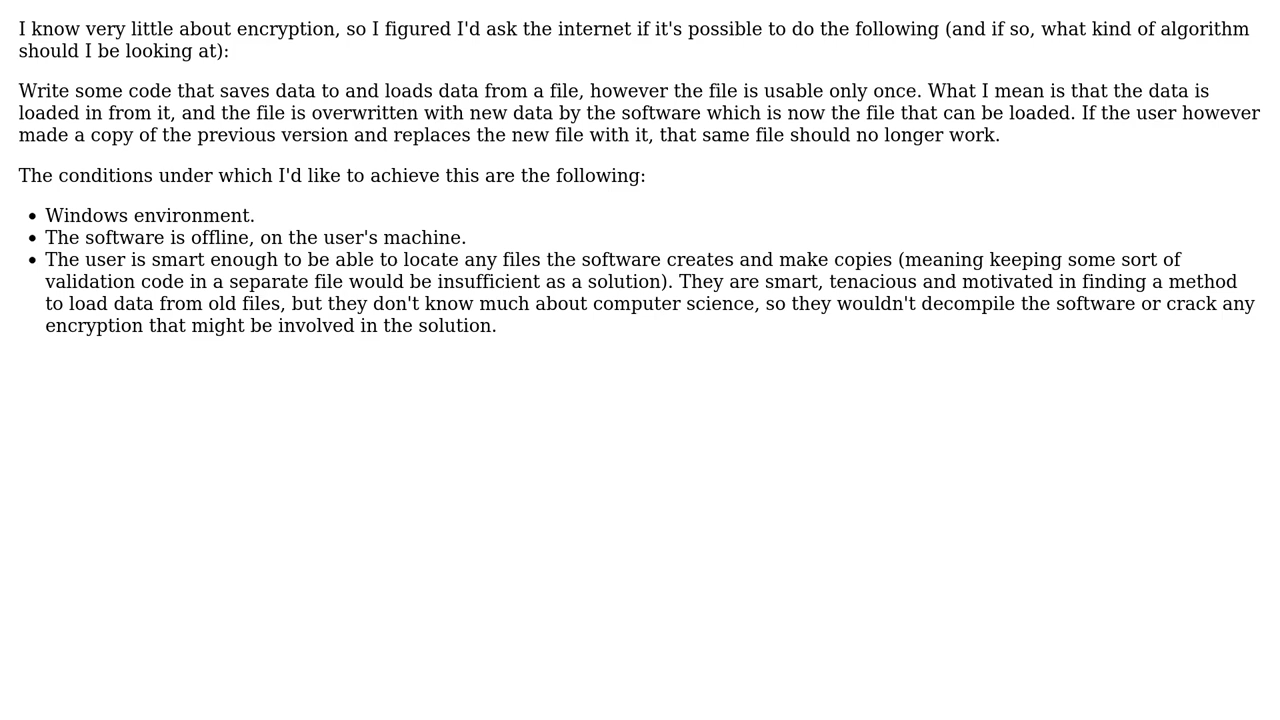 I know very little about encryption, so I figured I'd ask the internet if it's possible to do the following (and if so, what kind of algorithm
should I be looking at):
Write some code that saves data to and loads data from a file, however the file is usable only once. What I mean is that the data is
loaded in from it, and the file is overwritten with new data by the software which is now the file that can be loaded. If the user however
made a copy of the previous version and replaces the new file with it, that same file should no longer work.
The conditions under which I'd like to achieve this are the following:
• Windows environment.
• The software is offline, on the user's machine.
• The user is smart enough to be able to locate any files the software creates and make copies (meaning keeping some sort of
validation code in a separate file would be insufficient as a solution). They are smart, tenacious and motivated in finding a method
to load data from old files, but they don't know much about computer science, so they wouldn't decompile the software or crack any
encryption that might be involved in the solution.